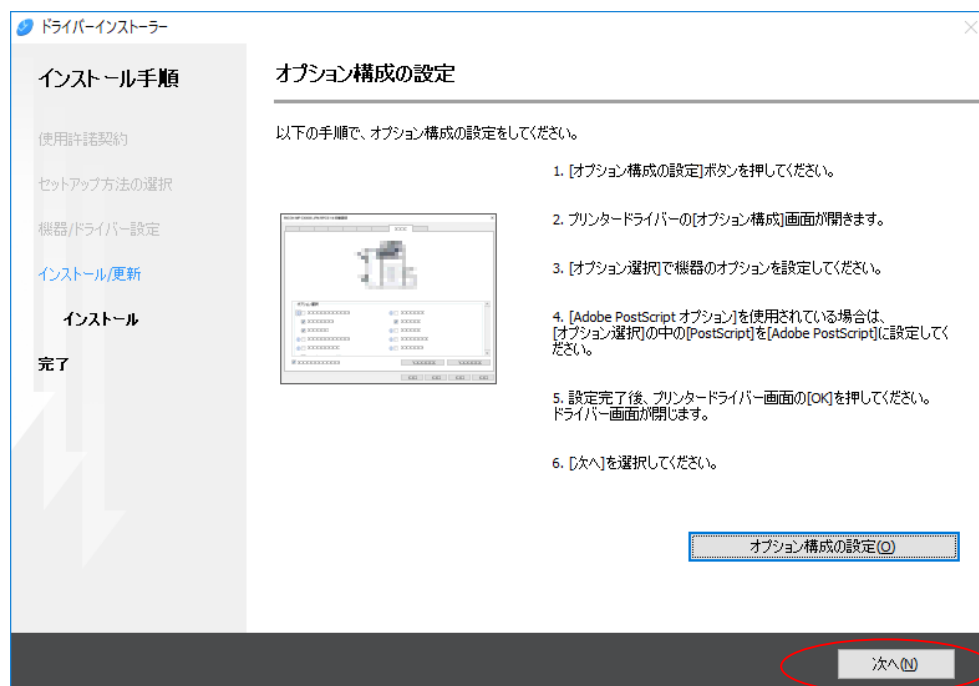 ドライバーインストーラー
インストール手順
使用許諾契約
セットアップ方法の選択
機器/ドライバー設定
インストール/更新
インストール
完了
オプション構成の設定
以下の手順で、オプション構成の設定をしてください。
1. [オプション構成の設定]ボタンを押してください。
2. プリンタードライバーの[オプション構成]画面が開きます。
3. [オプション選択]で機器のオプションを設定してください。
4. [Adobe PostScript オプション]を使用されている場合は、
[オプション選択]の中の[PostScript]を[Adobe PostScript]に設定してく
ださい。
5. 設定完了後、プリンタードライバー画面の[OK]を押してください。
ドライバー画面が閉じます。
6. [次へ]を選択してください。
オプション選択
オプション構成の設定(O)
次へ(N)